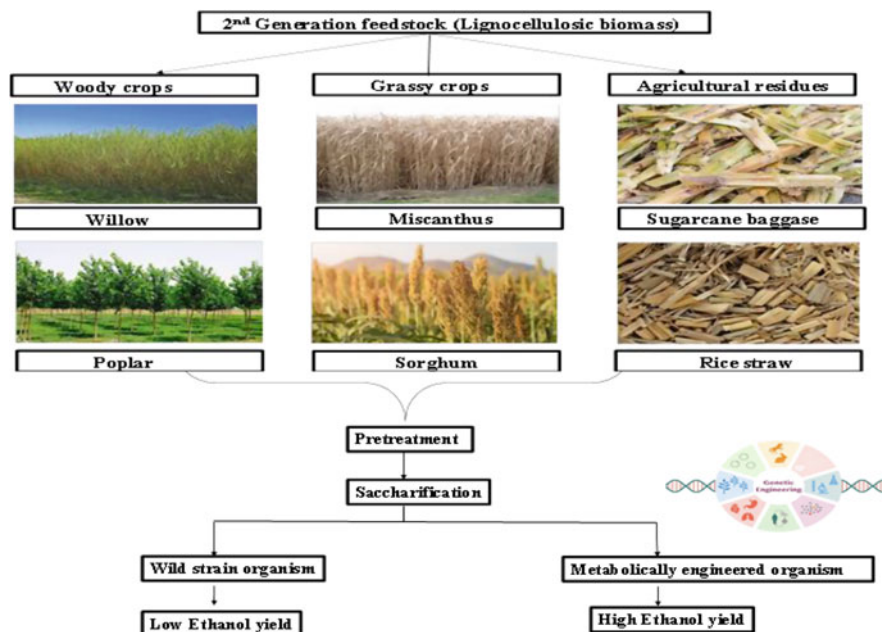 2nd Generation feedstock (Lignocellulosic biomass)
Woody crops
Grassy crops
Agricultural residues
Willow
Miscanthus
Sugarcane baggase
Poplar
Sorghum
Rice straw
Pretreatment
Saccharification
Genetic
Engineering
Wild strain organism
Metabolically engineered organism
Low Ethanol yield
High Ethanol yield